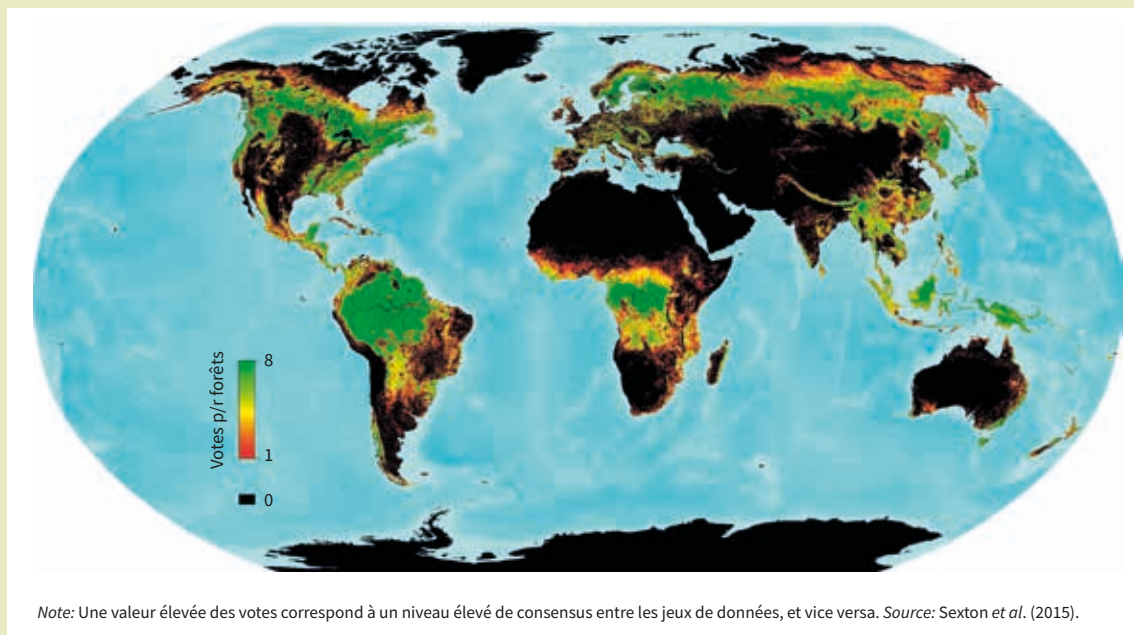 Votes p/r forêts
8
1
0
Note: Une valeur élevée des votes correspond à un niveau élevé de consensus entre les jeux de données, et vice versa. Source: Sexton et al. (2015).